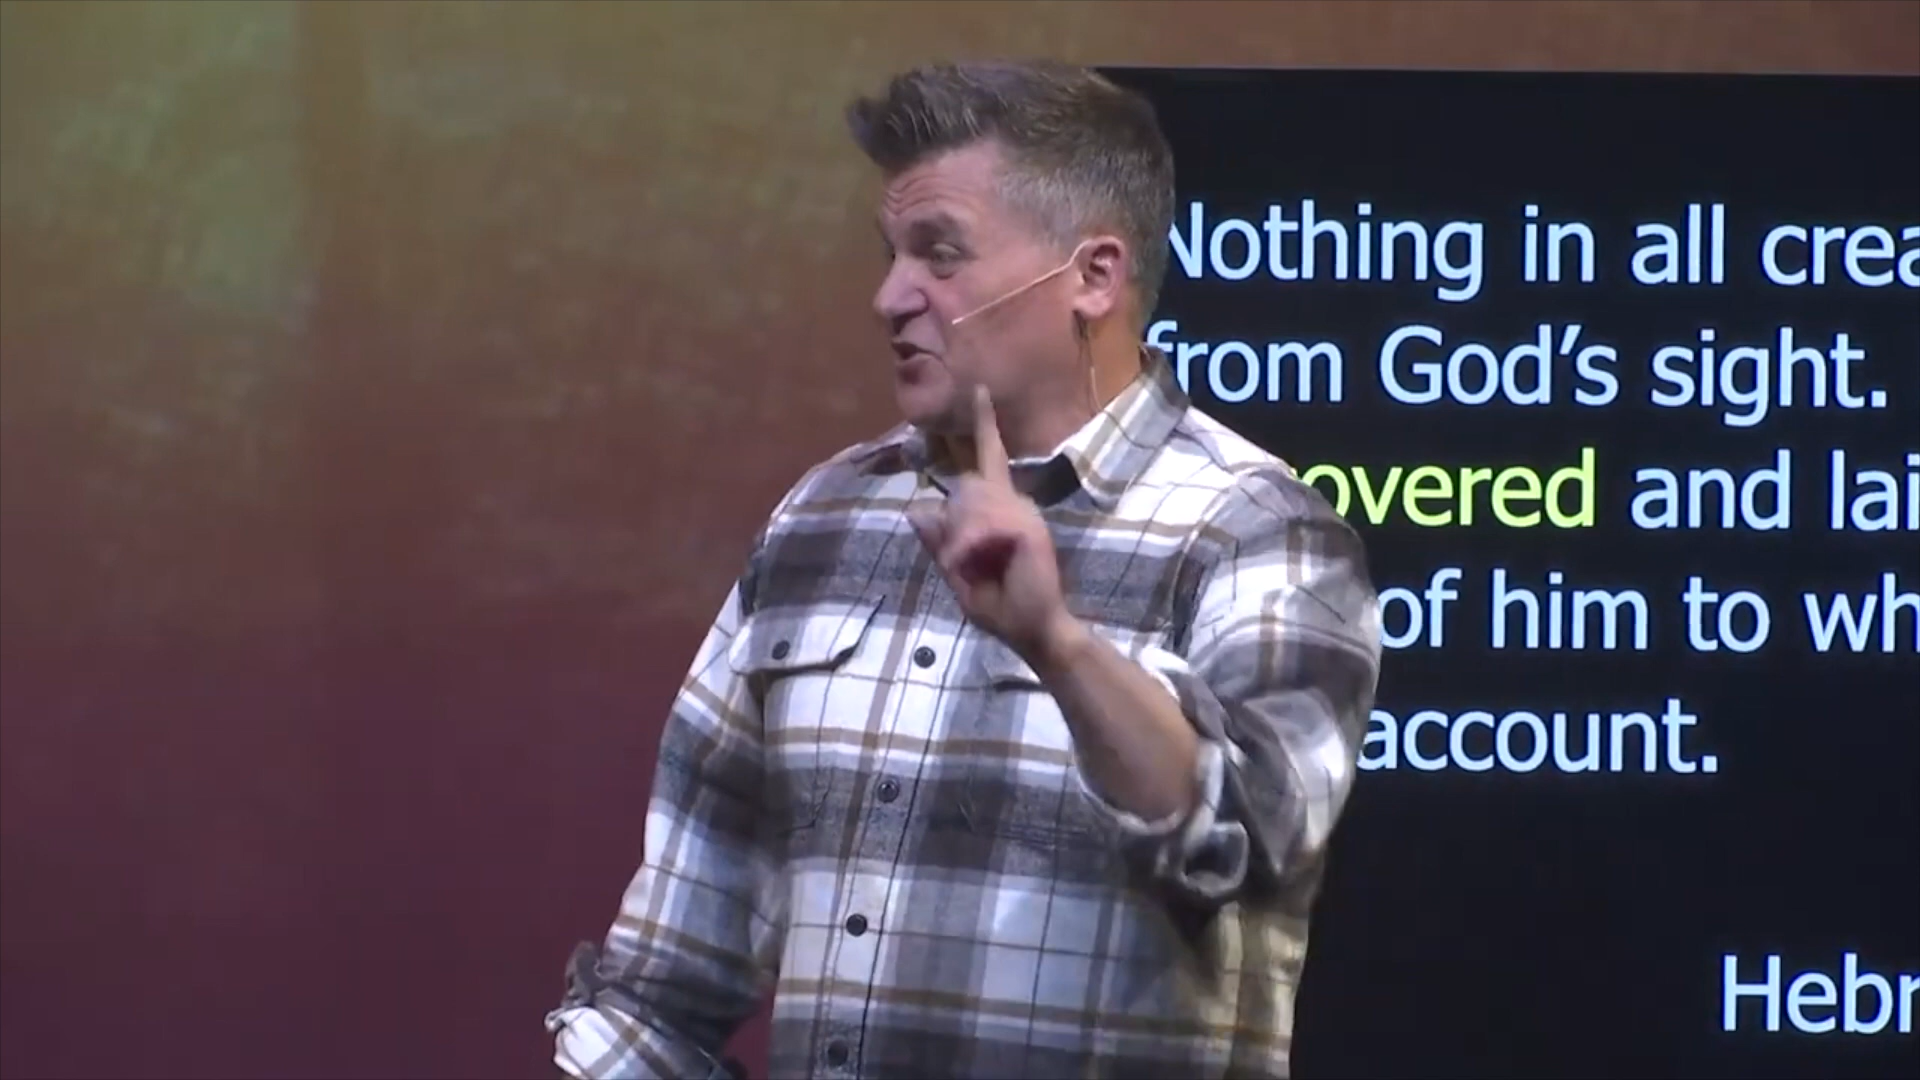 Nothing in all crea
from God's sight.
overed and lai
of him to wh
account.
Hebr